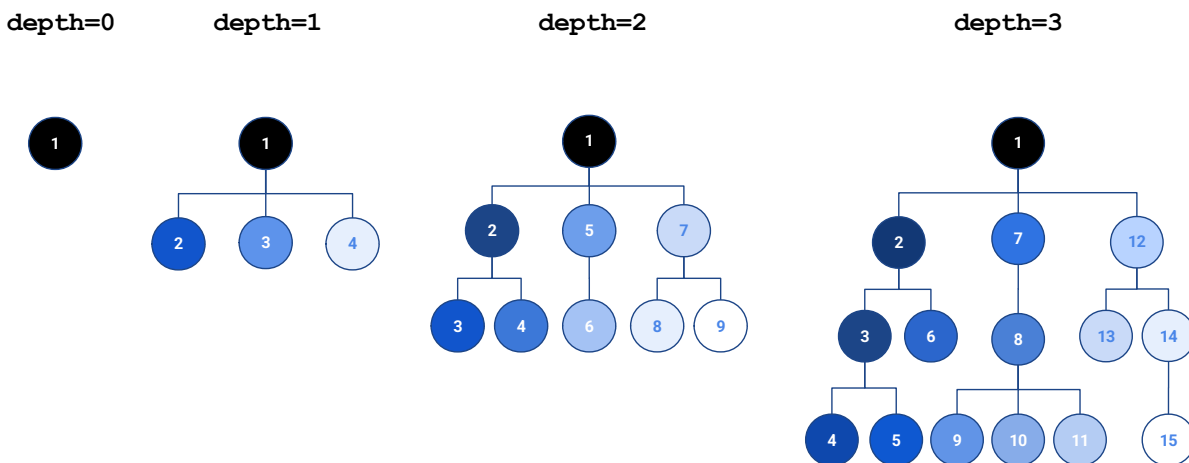 depth=0 depth=1 depth=2 depth=3
1 1 1 1
2 3 4 2 5 7 2 7 12
3 4 6 8 9 3 6 8 13 14
4 5 9 10 11 15